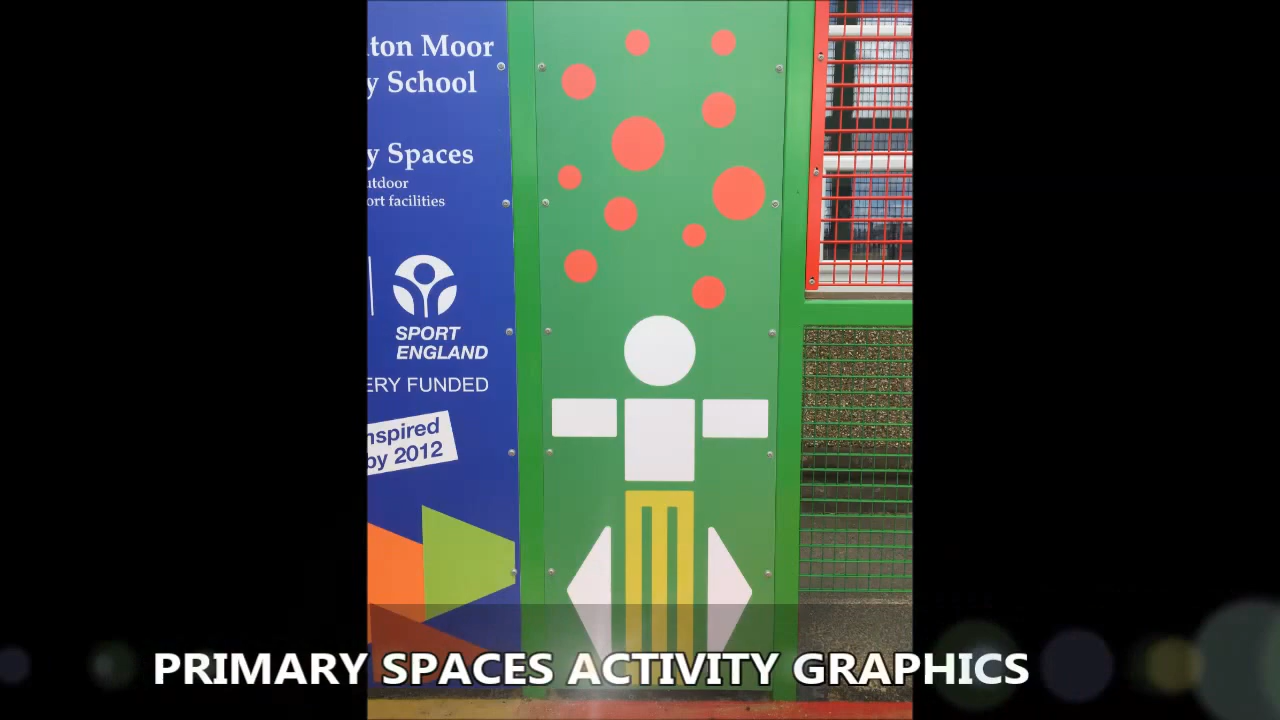 ton Moor
y School
y Spaces
utdoor
ort facilities
SPORT
ENGLAND
ERY FUNDED
nspired
by 2012
PRIMARY SPACES ACTIVITY GRAPHICS